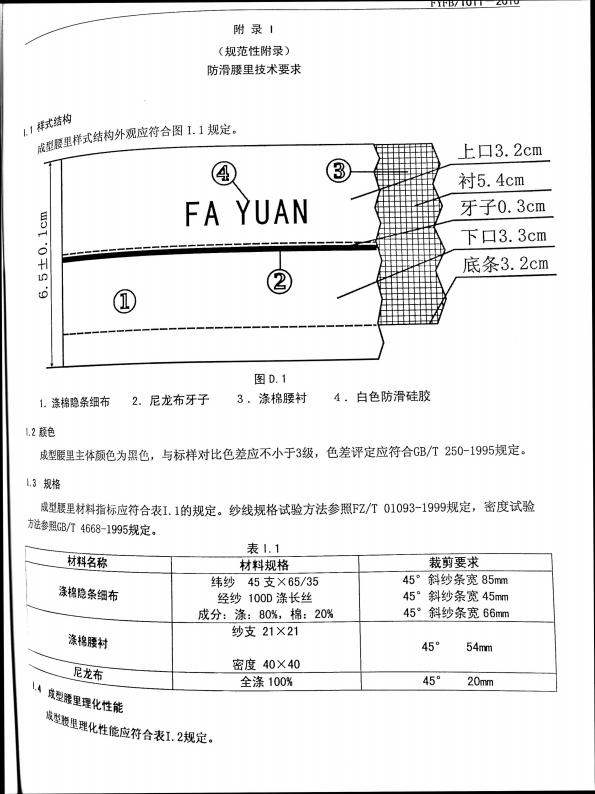 FYFB/T011—2010
附 录 I
（规范性附录）
防滑腰里技术要求
I.1 样式结构
成型腰里样式结构外观应符合图 I.1 规定。
上口3.2cm
衬5.4cm
牙子0.3cm
下口3.3cm
底条3.2cm
6.5±0.1cm
④
③
FA YUAN
②
①
图 D.1
1. 涤棉隐条细布 2. 尼龙布牙子 3. 涤棉腰衬 4. 白色防滑硅胶
I.2 颜色
成型腰里主体颜色为黑色，与标样对比色差应不小于3级，色差评定应符合GB/T 250-1995规定。
I.3 规格
成型腰里材料指标应符合表I.1的规定。纱线规格试验方法参照FZ/T 01093-1999规定，密度试验
方法参照GB/T 4668-1995规定。
表 I.1
材料名称 材料规格 裁剪要求
涤棉隐条细布
纬纱 45 支×65/35 45° 斜纱条宽 85mm
经纱 100D 涤长丝 45° 斜纱条宽 45mm
成分：涤：80%，棉：20% 45° 斜纱条宽 66mm
涤棉腰衬
纱支 21×21
密度 40×40
45° 54mm
尼龙布 全涤 100% 45° 20mm
I.4 成型腰里理化性能
成型腰里理化性能应符合表I.2规定。